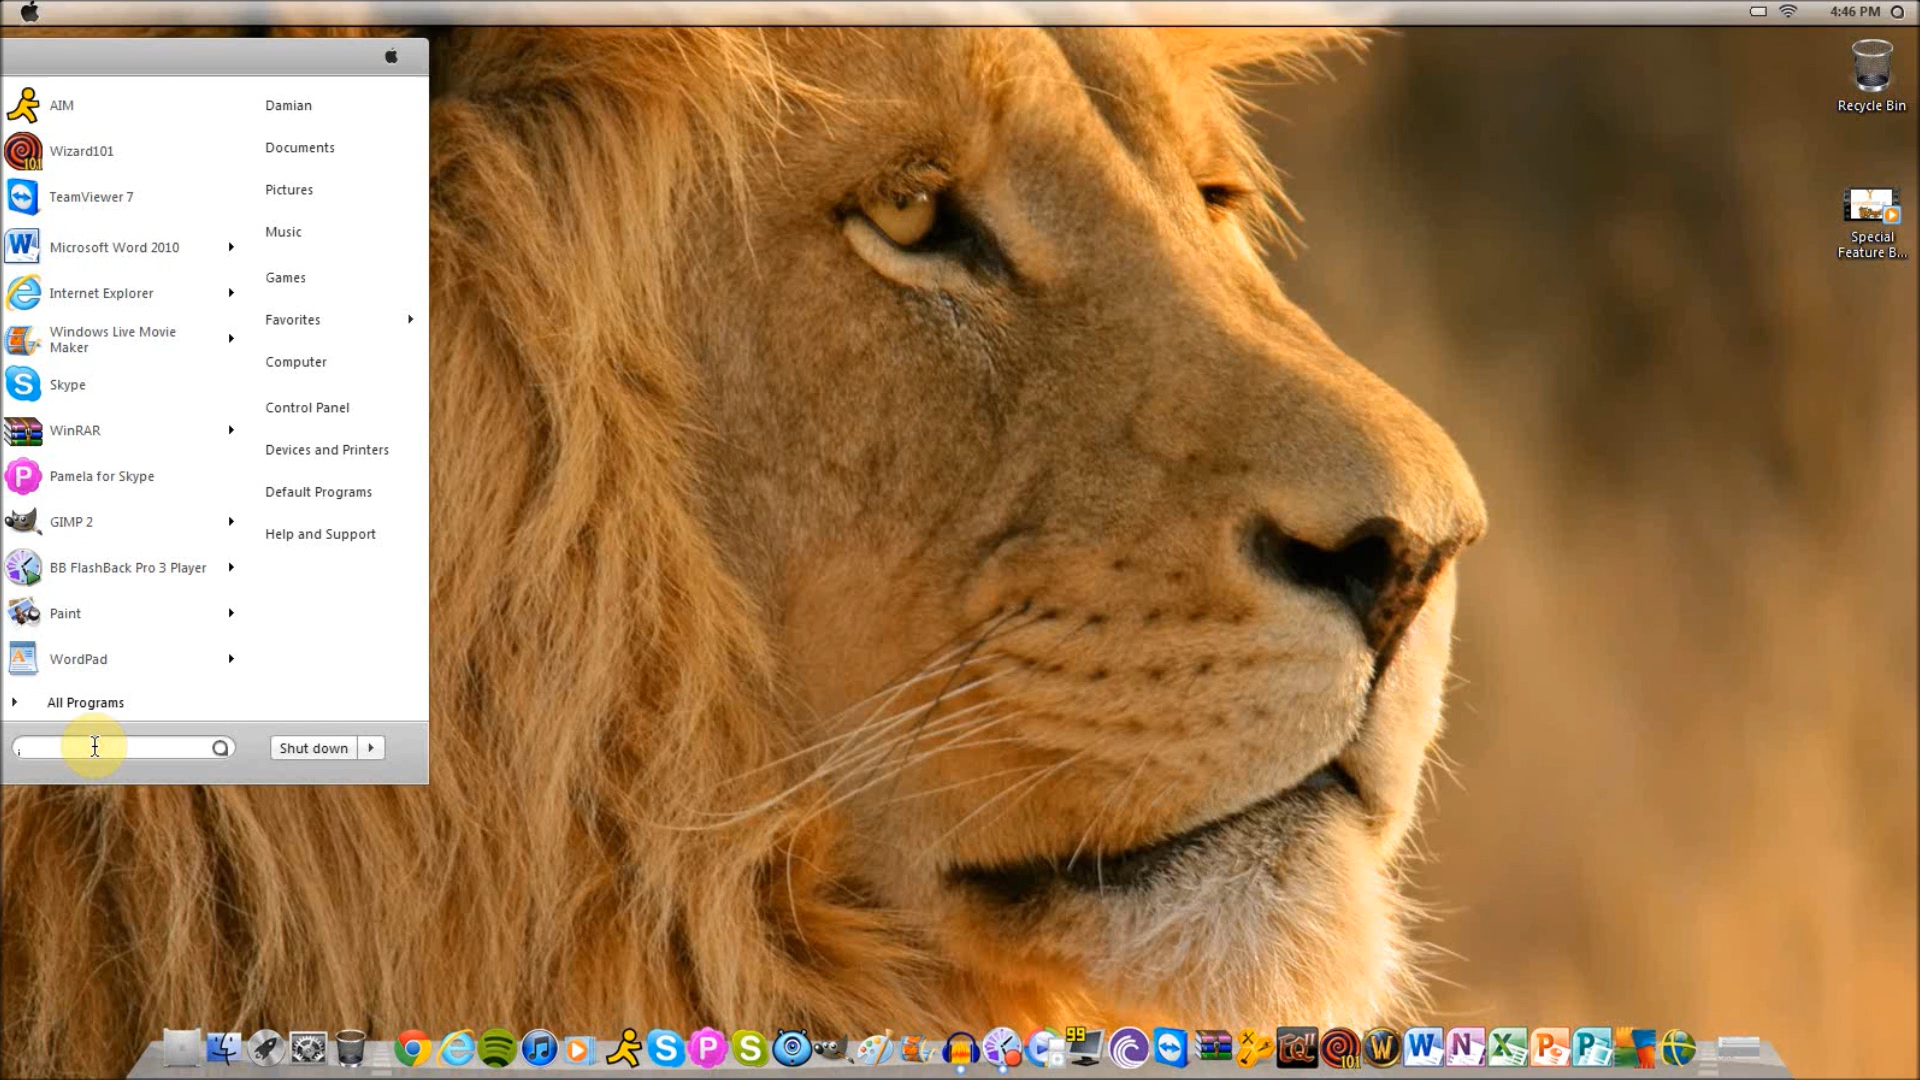 4:46 PM
AIM
Wizard101
TeamViewer 7
Microsoft Word 2010
Internet Explorer
Windows Live Movie
Maker
Skype
WinRAR
Pamela for Skype
GIMP 2
BB FlashBack Pro 3 Player
Paint
WordPad
All Programs
Damian
Documents
Pictures
Music
Games
Favorites
Computer
Control Panel
Devices and Printers
Default Programs
Help and Support
Shut down
Recycle Bin
Special
Feature B...